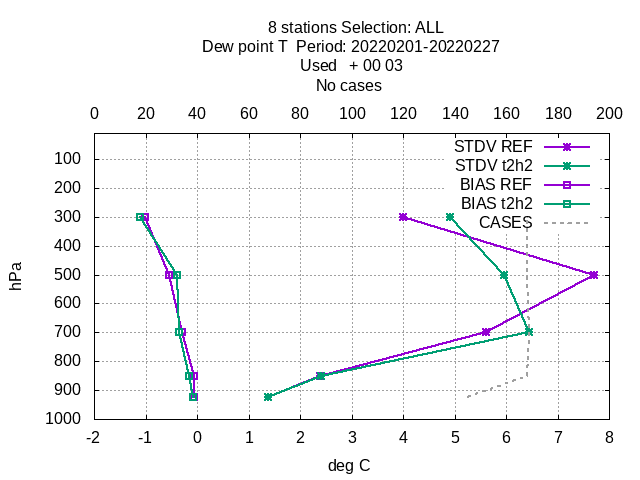 8 stations Selection: ALL
Dew point T  Period: 20220201-20220227
Used   + 00 03
No cases
0 20 40 60 80 100 120 140 160 180 200
STDV REF
STDV t2h2
BIAS REF
BIAS t2h2
CASES
100
200
300
400
500
600
700
800
900
1000
hPa
-2 -1 0 1 2 3 4 5 6 7 8
deg C